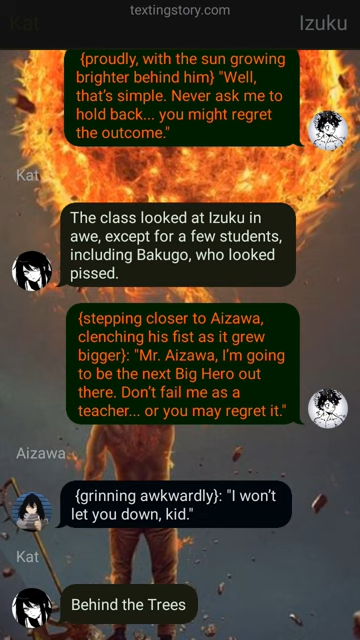 textingstory.com
Kat
Izuku
{proudly, with the sun growing
brighter behind him} "Well,
that's simple. Never ask me to
hold back... you might regret
the outcome."
Kat
The class looked at Izuku in
awe, except for a few students,
including Bakugo, who looked
pissed.
{stepping closer to Aizawa,
clenching his fist as it grew
bigger}: "Mr. Aizawa, I'm going
to be the next Big Hero out
there. Don't fail me as a
teacher... or you may regret it."
Aizawa
{grinning awkwardly}: "I won't
let you down, kid."
Kat
Behind the Trees